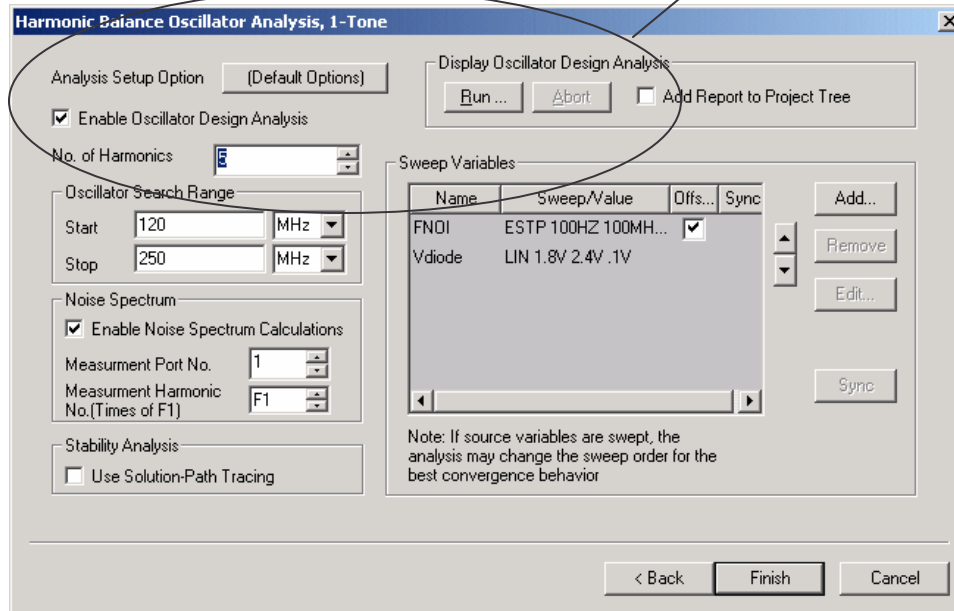 Harmonic Balance Oscillator Analysis, 1-Tone
Analysis Setup Option (Default Options)
Enable Oscillator Design Analysis
No. of Harmonics 5
Display Oscillator Design Analysis
Run ... Abort Add Report to Project Tree
Oscillator Search Range
Start 120 MHz
Stop 250 MHz
Noise Spectrum
Enable Noise Spectrum Calculations
Measurment Port No. 1
Measurment Harmonic
No.(Times of F1) F1
Stability Analysis
Use Solution-Path Tracing
Sweep Variables
Name Sweep/Value Offs... Sync
FNOI ESTP 100HZ 100MH...
Vdiode LIN 1.8V 2.4V .1V
Add...
Remove
Edit...
Sync
Note: If source variables are swept, the
analysis may change the sweep order for the
best convergence behavior
< Back Finish Cancel